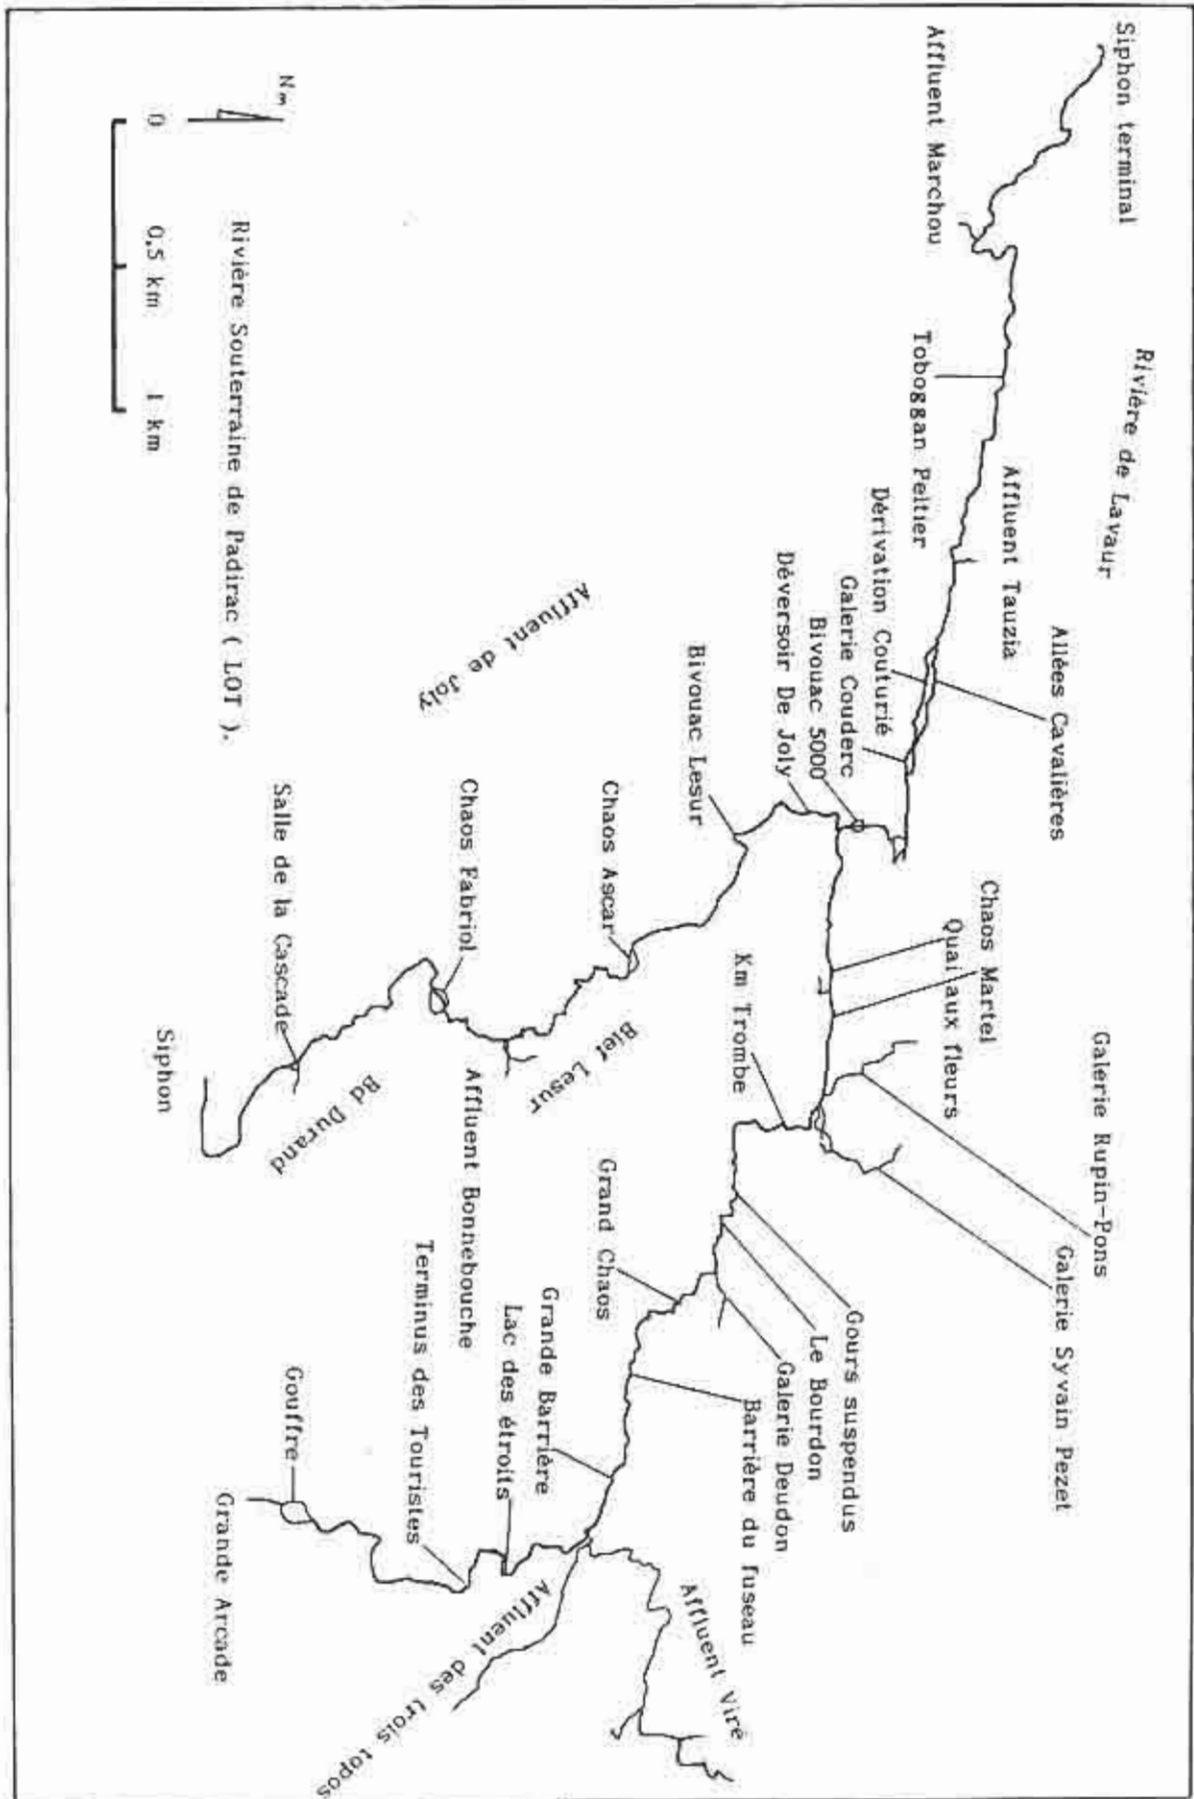 Siphon terminal
Rivière de Lavaur
Affluent Marchou
Toboggan Peltier
Affluent Tauzia
Allées Cavalières
Dérivation Couturié
Galerie Couderc
Bivouac 5000
Déversoir De Joly
Chaos Martel
Quai aux fleurs
Galerie Rupin-Pons
Galerie Syvain Pezet
Bivouac Lesur
Km Trombe
Gours suspendus
Le Bourdon
Galerie Deudon
Barrière du fuseau
Affluent de Joly
Chaos Ascar
Bief Lesur
Grand Chaos
Grande Barrière
Lac des étroits
Affluent Viré
Chaos Fabriol
Affluent Bonnebouche
Terminus des Touristes
Affluent des trois topos
Salle de la Cascade
Bd Durand
Gouffre
Siphon
Grande Arcade
Nm
Rivière Souterraine de Padirac ( LOT ).
0 0,5 km 1 km